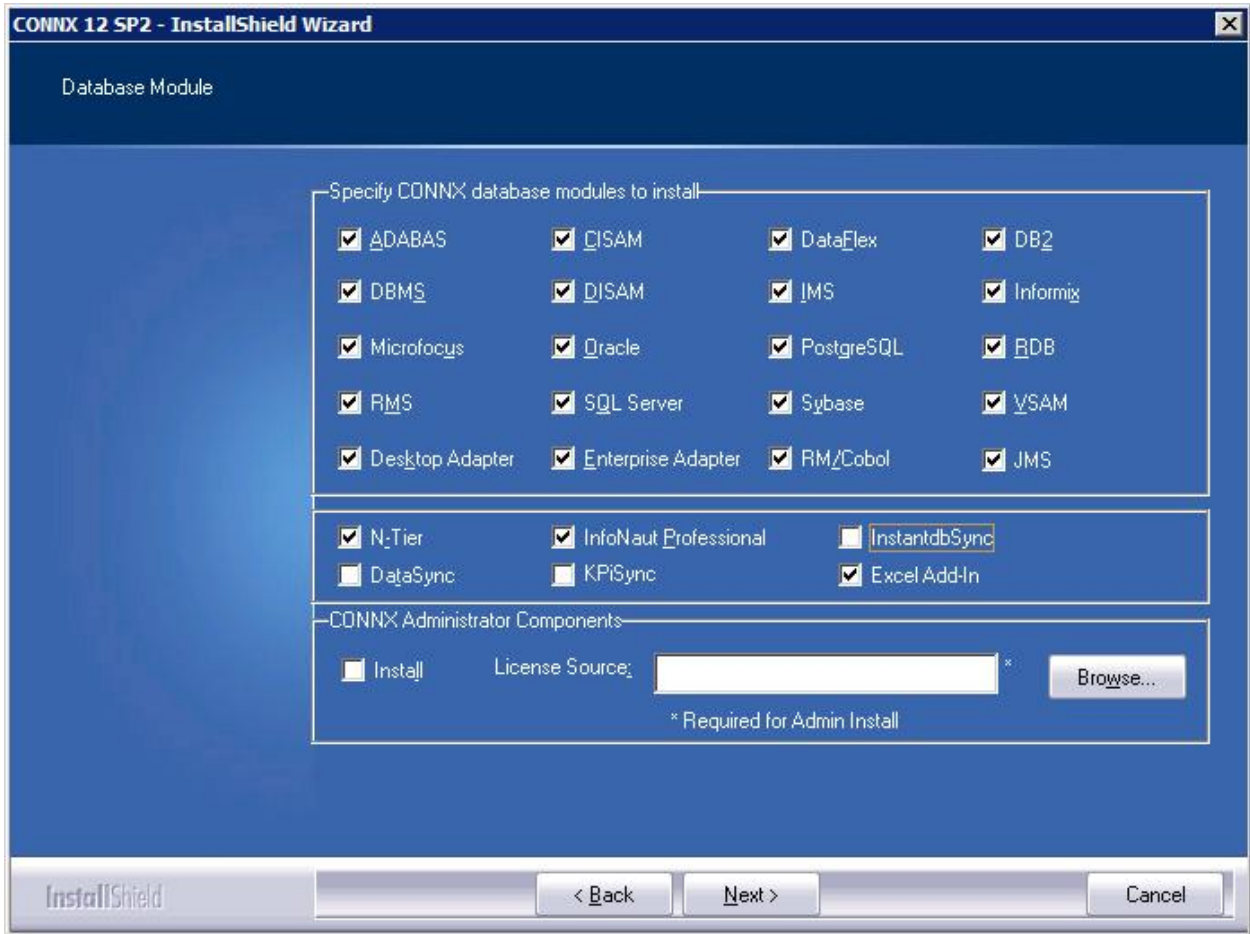 CONNX 12 SP2 - InstallShield Wizard
Database Module
Specify CONNX database modules to install
ADABAS CISAM DataFlex DB2
DBMS DISAM IMS Informix
Microfocus Oracle PostgreSQL RDB
RMS SQL Server Sybase VSAM
Desktop Adapter Enterprise Adapter RM/Cobol JMS
N-Tier InfoNaut Professional InstantdbSync
DataSync KPiSync Excel Add-In
CONNX Administrator Components
Install License Source: * Browse...
* Required for Admin Install
InstallShield < Back Next > Cancel